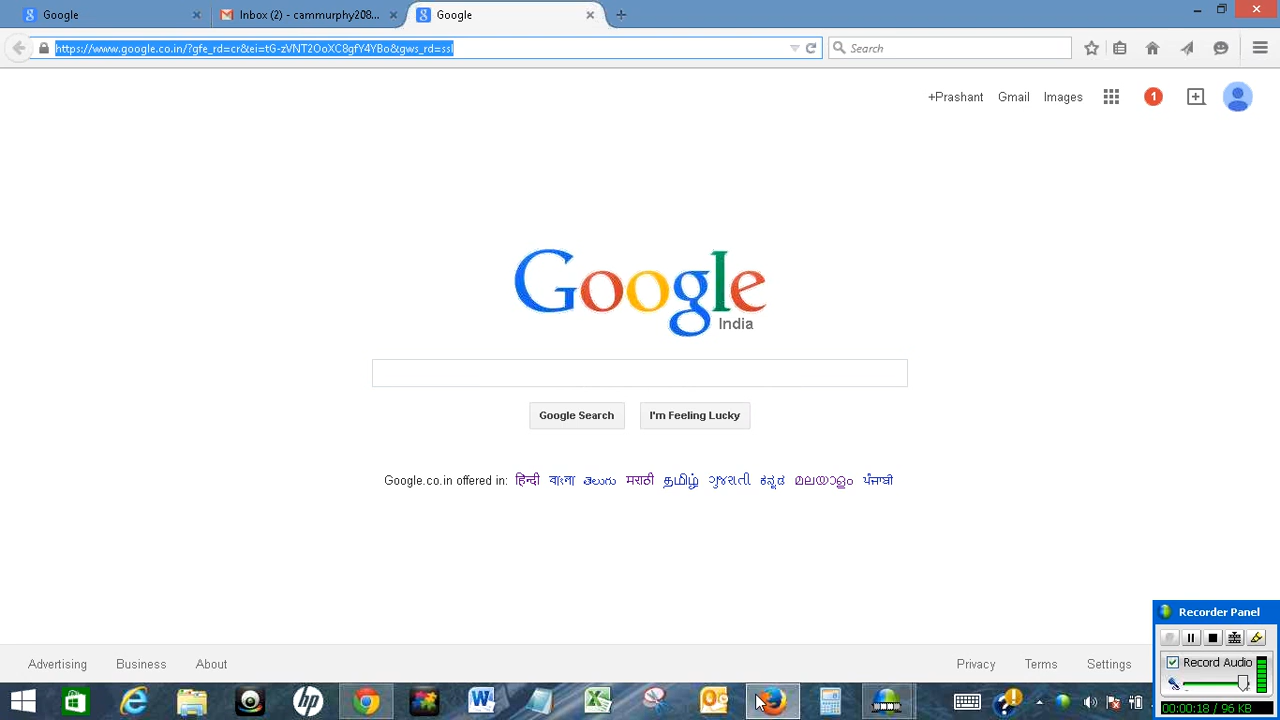 Google
Inbox (2) - cammurphy208...
Google
https://www.google.co.in/?gfe_rd=cr&ei=tG-zVNT2OoXC8gfY4YBo&gws_rd=ssl
Search
+Prashant Gmail Images 1
Google
India
Google Search I'm Feeling Lucky
Google.co.in offered in: हिन्दी বাংলা తెలుగు मराठी தமிழ் ગુજરાતી ಕನ್ನಡ മലയാളം ਪੰਜਾਬੀ
Advertising Business About Privacy Terms Settings
Recorder Panel
Record Audio
00:00:18 / 96 KB